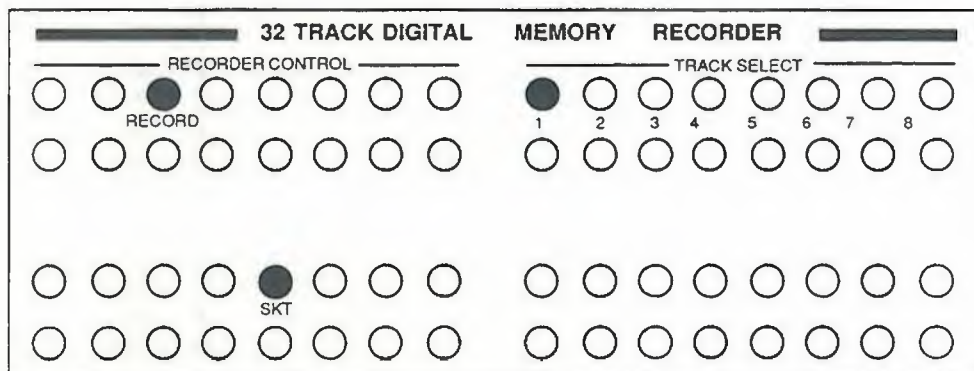 32 TRACK DIGITAL MEMORY RECORDER
RECORDER CONTROL TRACK SELECT
RECORD
1 2 3 4 5 6 7 8
SKT